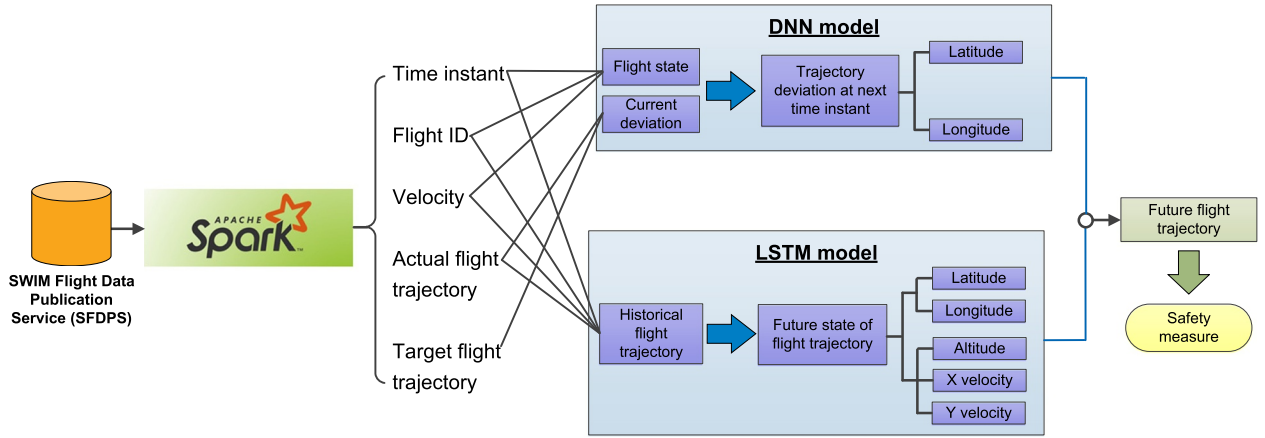 SWIM Flight Data
Publication
Service (SFDPS)
APACHE
Spark™
Time instant
Flight ID
Velocity
Actual flight
trajectory
Target flight
trajectory
DNN model
Flight state
Current
deviation
Trajectory
deviation at next
time instant
Latitude
Longitude
LSTM model
Historical
flight
trajectory
Future state of
flight trajectory
Latitude
Longitude
Altitude
X velocity
Y velocity
Future flight
trajectory
Safety
measure